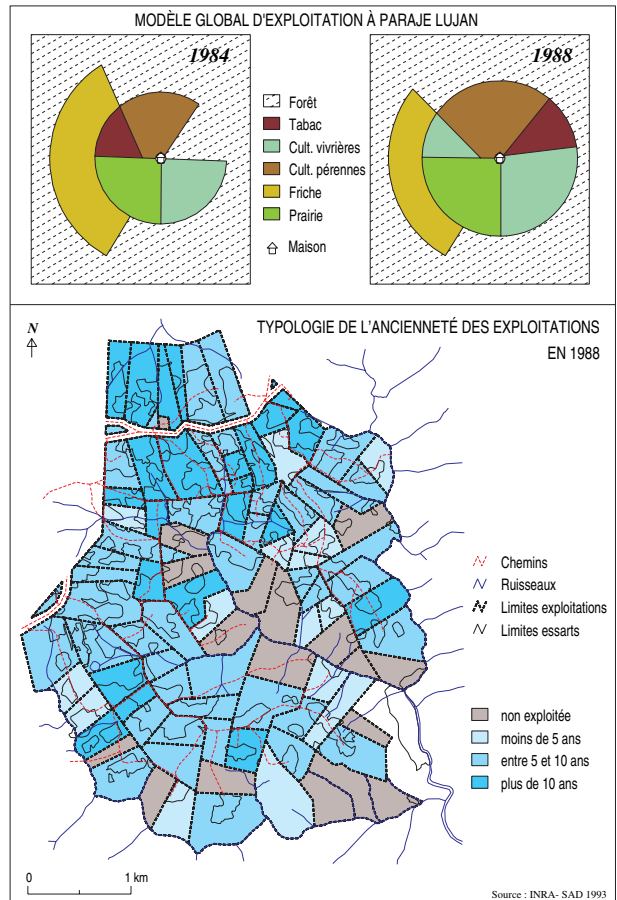 MODÈLE GLOBAL D'EXPLOITATION À PARAJE LUJAN
1984
1988
Forêt
Tabac
Cult. vivrières
Cult. pérennes
Friche
Prairie
Maison
N
TYPOLOGIE DE L'ANCIENNETÉ DES EXPLOITATIONS
EN 1988
Chemins
Ruisseaux
Limites exploitations
Limites essarts
non exploitée
moins de 5 ans
entre 5 et 10 ans
plus de 10 ans
0 1 km
Source : INRA- SAD 1993